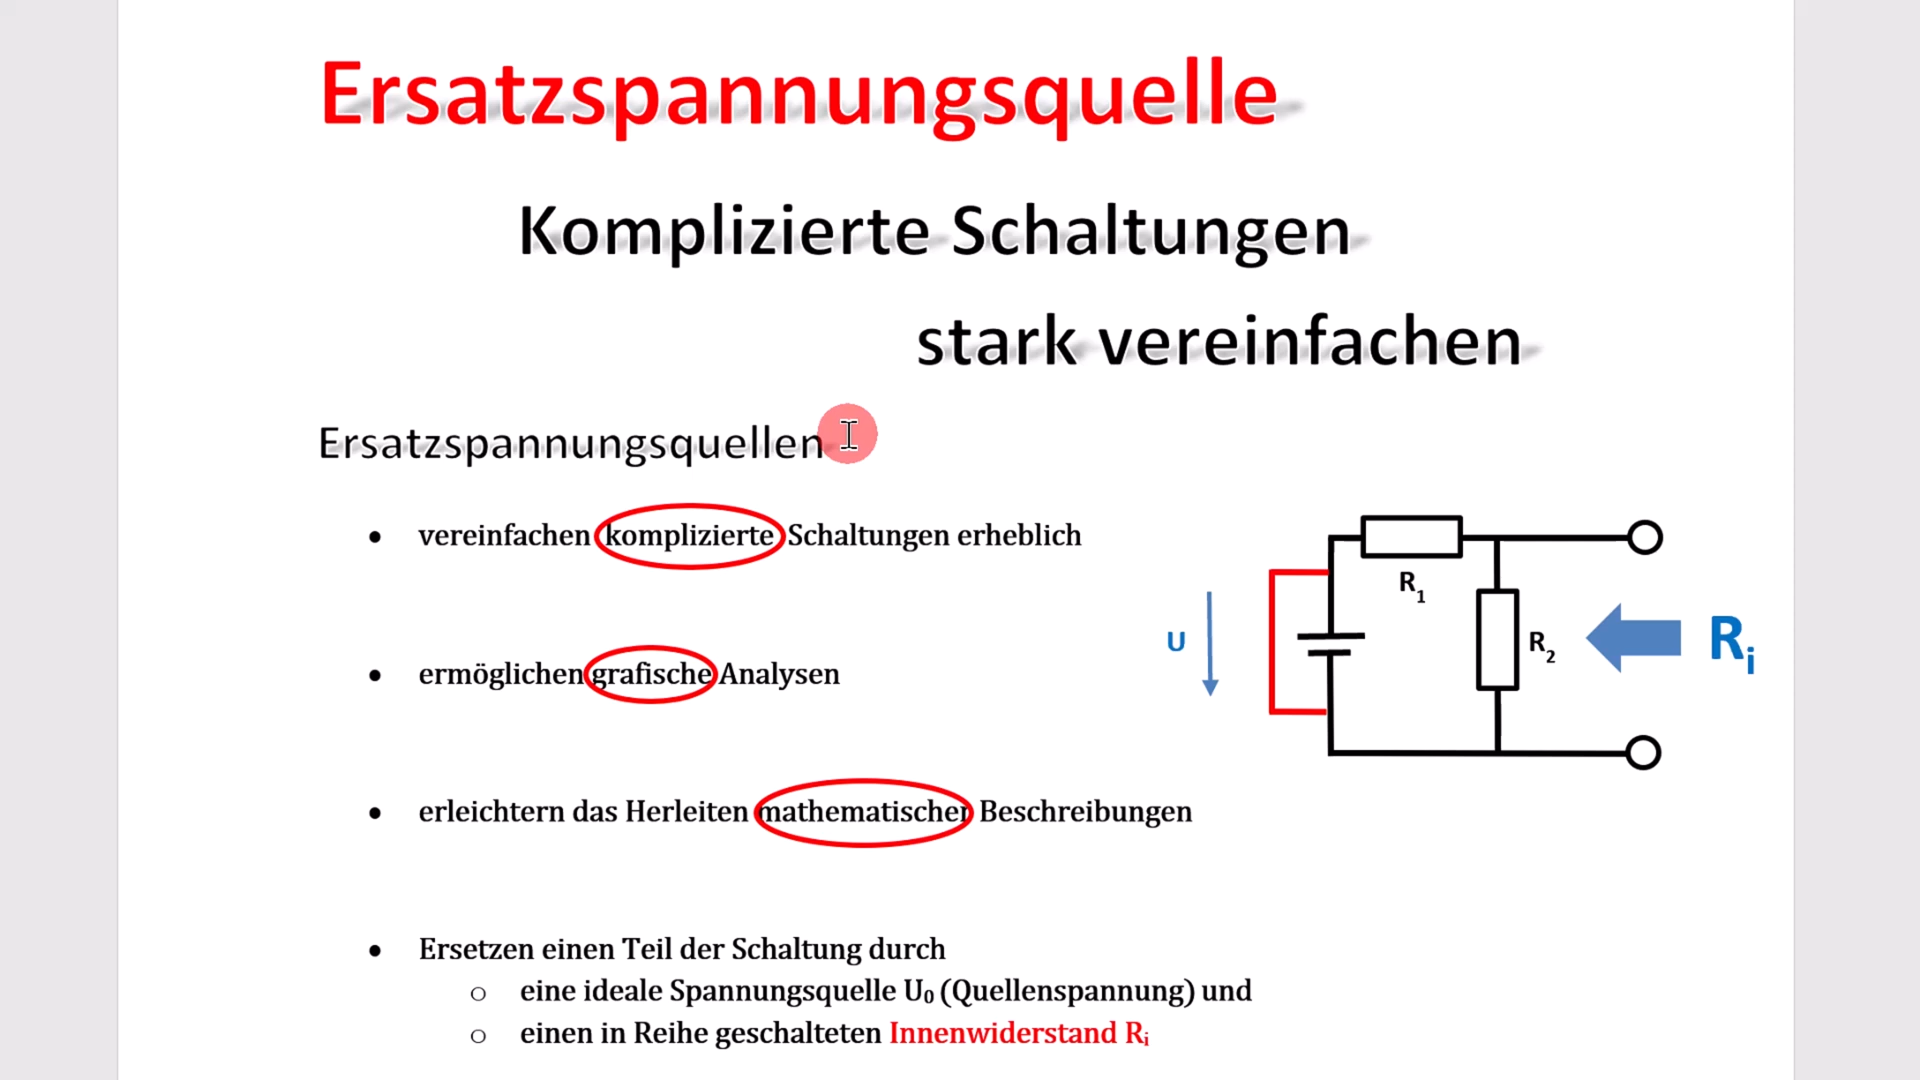 Ersatzspannungsquelle
Komplizierte Schaltungen
stark vereinfachen
Ersatzspannungsquellen
• vereinfachen komplizierte Schaltungen erheblich
• ermöglichen grafische Analysen
• erleichtern das Herleiten mathematischer Beschreibungen
• Ersetzen einen Teil der Schaltung durch
o eine ideale Spannungsquelle U₀ (Quellenspannung) und
o einen in Reihe geschalteten Innenwiderstand Rᵢ
R₁
U
R₂
Rᵢ